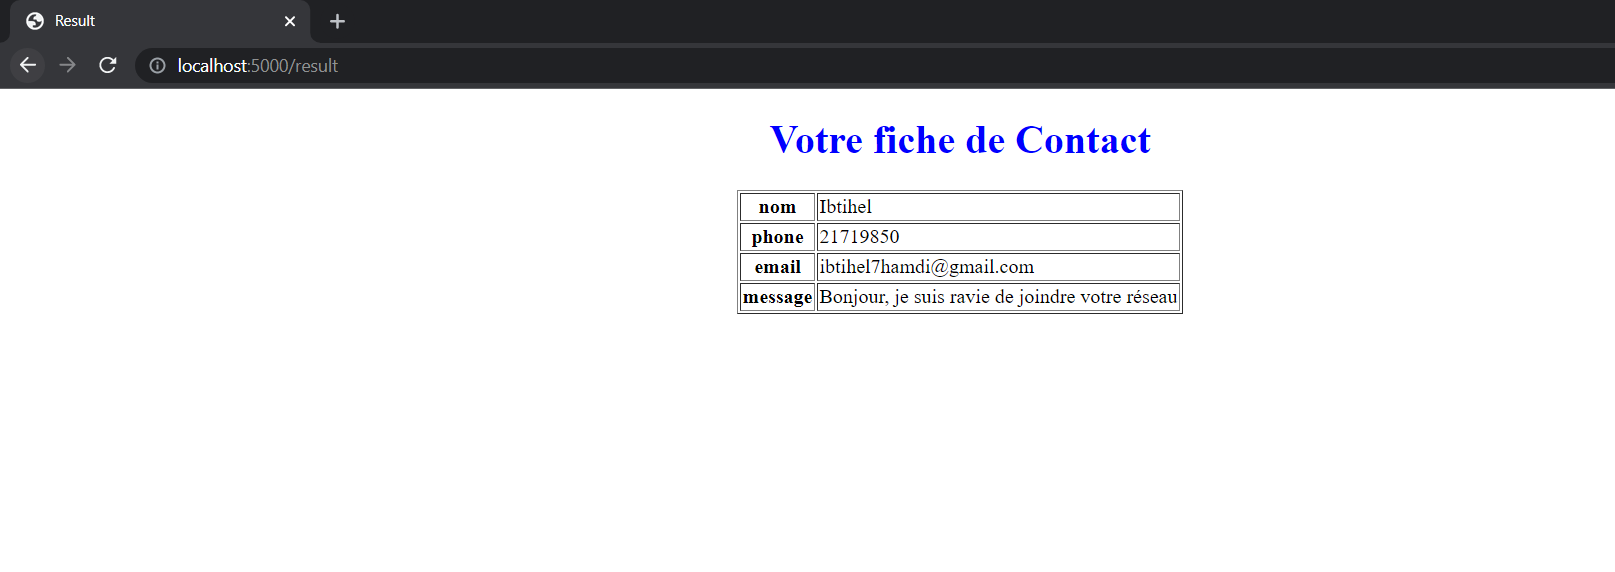 Result
localhost:5000/result
Votre fiche de Contact
nom Ibtihel
phone 21719850
email ibtihel7hamdi@gmail.com
message Bonjour, je suis ravie de joindre votre réseau